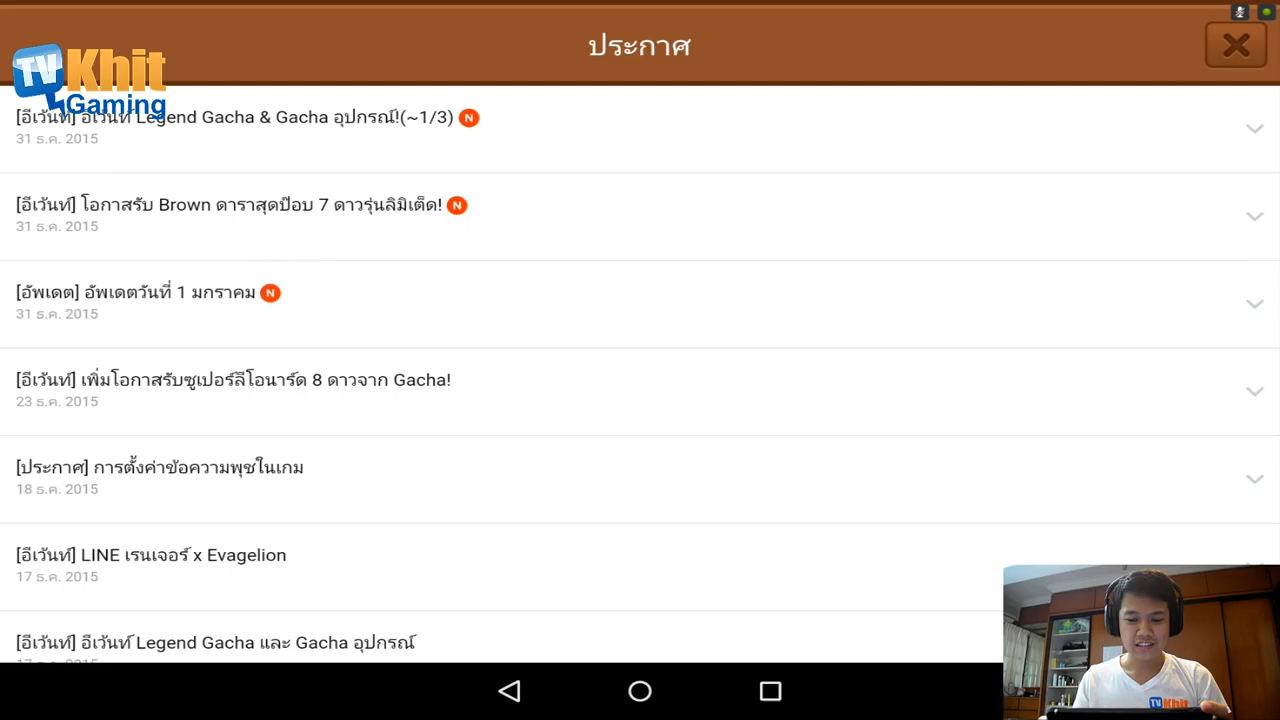 ประกาศ
TV Khit
Gaming
[อีเว้นท์] อีเว้นท์ Legend Gacha & Gacha อุปกรณ์!(~1/3) N
31 ธ.ค. 2015
[อีเว้นท์] โอกาสรับ Brown ดาราสุดป๊อบ 7 ดาวรุ่นลิมิเต็ด! N
31 ธ.ค. 2015
[อัพเดต] อัพเดตวันที่ 1 มกราคม N
31 ธ.ค. 2015
[อีเว้นท์] เพิ่มโอกาสรับซูเปอร์ลีโอนาร์ด 8 ดาวจาก Gacha!
23 ธ.ค. 2015
[ประกาศ] การตั้งค่าข้อความพุชในเกม
18 ธ.ค. 2015
[อีเว้นท์] LINE เรนเจอร์ x Evagelion
17 ธ.ค. 2015
[อีเว้นท์] อีเว้นท์ Legend Gacha และ Gacha อุปกรณ์
17 ธ.ค. 2015
TV Khit